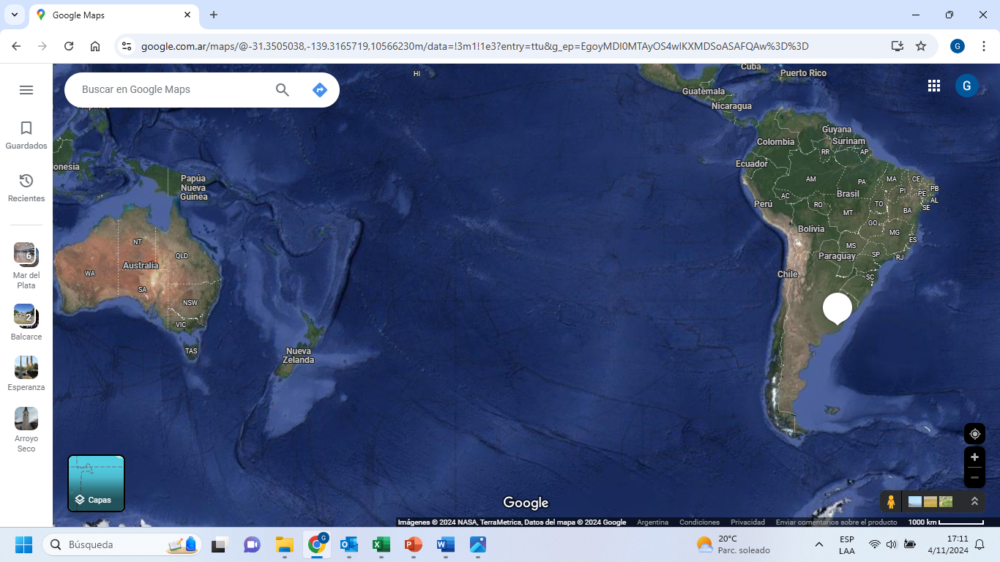 Google Maps
google.com.ar/maps/@-31.3505038,-139.3165719,10566230m/data=!3m1!1e3?entry=ttu&g_ep=EgoyMDI0MTAyOS4wIKXMDSoASAFQAw%3D%3D
G
Buscar en Google Maps
G
Guardados
Recientes
6
Mar del
Plata
2
Balcarce
Esperanza
Arroyo
Seco
HI
Cuba
Puerto Rico
Guatemala
Nicaragua
Guyana
Surinam
Colombia
RR
AP
Ecuador
onesia
Papúa
Nueva
Guinea
AM
PA
MA
CE
PB
PI
PE
Brasil
AC
AL
Perú
RO
TO
SE
BA
MT
GO
Bolivia
MG
ES
NT
QLD
MS
SP
RJ
Paraguay
Australia
WA
Chile
SC
SA
NSW
VIC
TAS
Nueva
Zelanda
Capas
Google
Imágenes © 2024 NASA, TerraMetrics, Datos del mapa © 2024 Google Argentina Condiciones Privacidad Enviar comentarios sobre el producto 1000 km
Búsqueda
G
20°C
Parc. soleado
ESP
LAA
17:11
4/11/2024